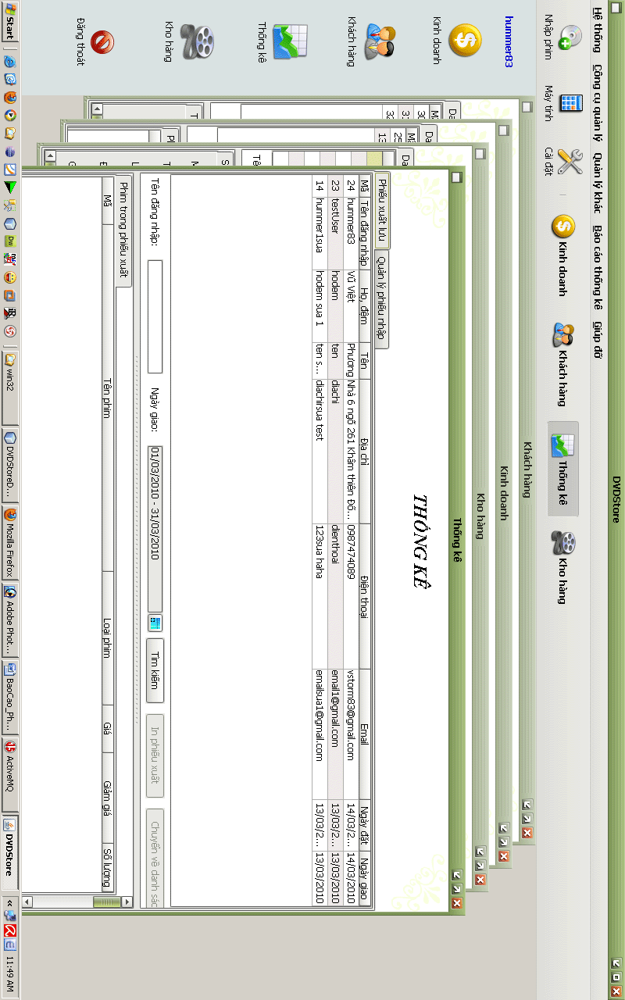 DVDStore
Hệ thống Công cụ quản lý Quản lý khác Báo cáo thống kê Giúp đỡ
Nhập phim Máy tính Cài đặt Kinh doanh Khách hàng Thống kê Kho hàng
hummer83
Kinh doanh
Khách hàng
Thống kê
Kho hàng
Đăng thoát
Khách hàng
Kinh doanh
Kho hàng
Thống kê
THỐNG KÊ
Phiếu xuất lưu Quản lý phiếu nhập
Mã Tên đăng nhập Họ, đệm Tên Địa chỉ Điện thoại Email Ngày đặt Ngày giao
24 hummer83 Vũ Việt Phương Nhà 6 ngõ 261 Khâm thiên Đố... 0987474089 vstorm83@gmail.com 14/03/2... 14/03/2010
23 testUser hodem ten diachi dienthoai email1@gmail.com 13/03/2... 13/03/2010
14 hummer1sua hodem sua 1 ten s... diachirsua test 123sua haha emailsua1@gmail.com 13/03/2... 13/03/2010
Tên đăng nhập: Ngày giao: 01/03/2010 - 31/03/2010 Tìm kiếm In phiếu xuất Chuyển về danh sác
Phim trong phiếu xuất
Mã Tên phim Loại phim Giá Giảm giá Số lượng
Start win32 DVDStoreD... Mozilla Firefox Adobe Phot... BaoCao_Ph... ActiveMQ DVDStore 11:49 AM